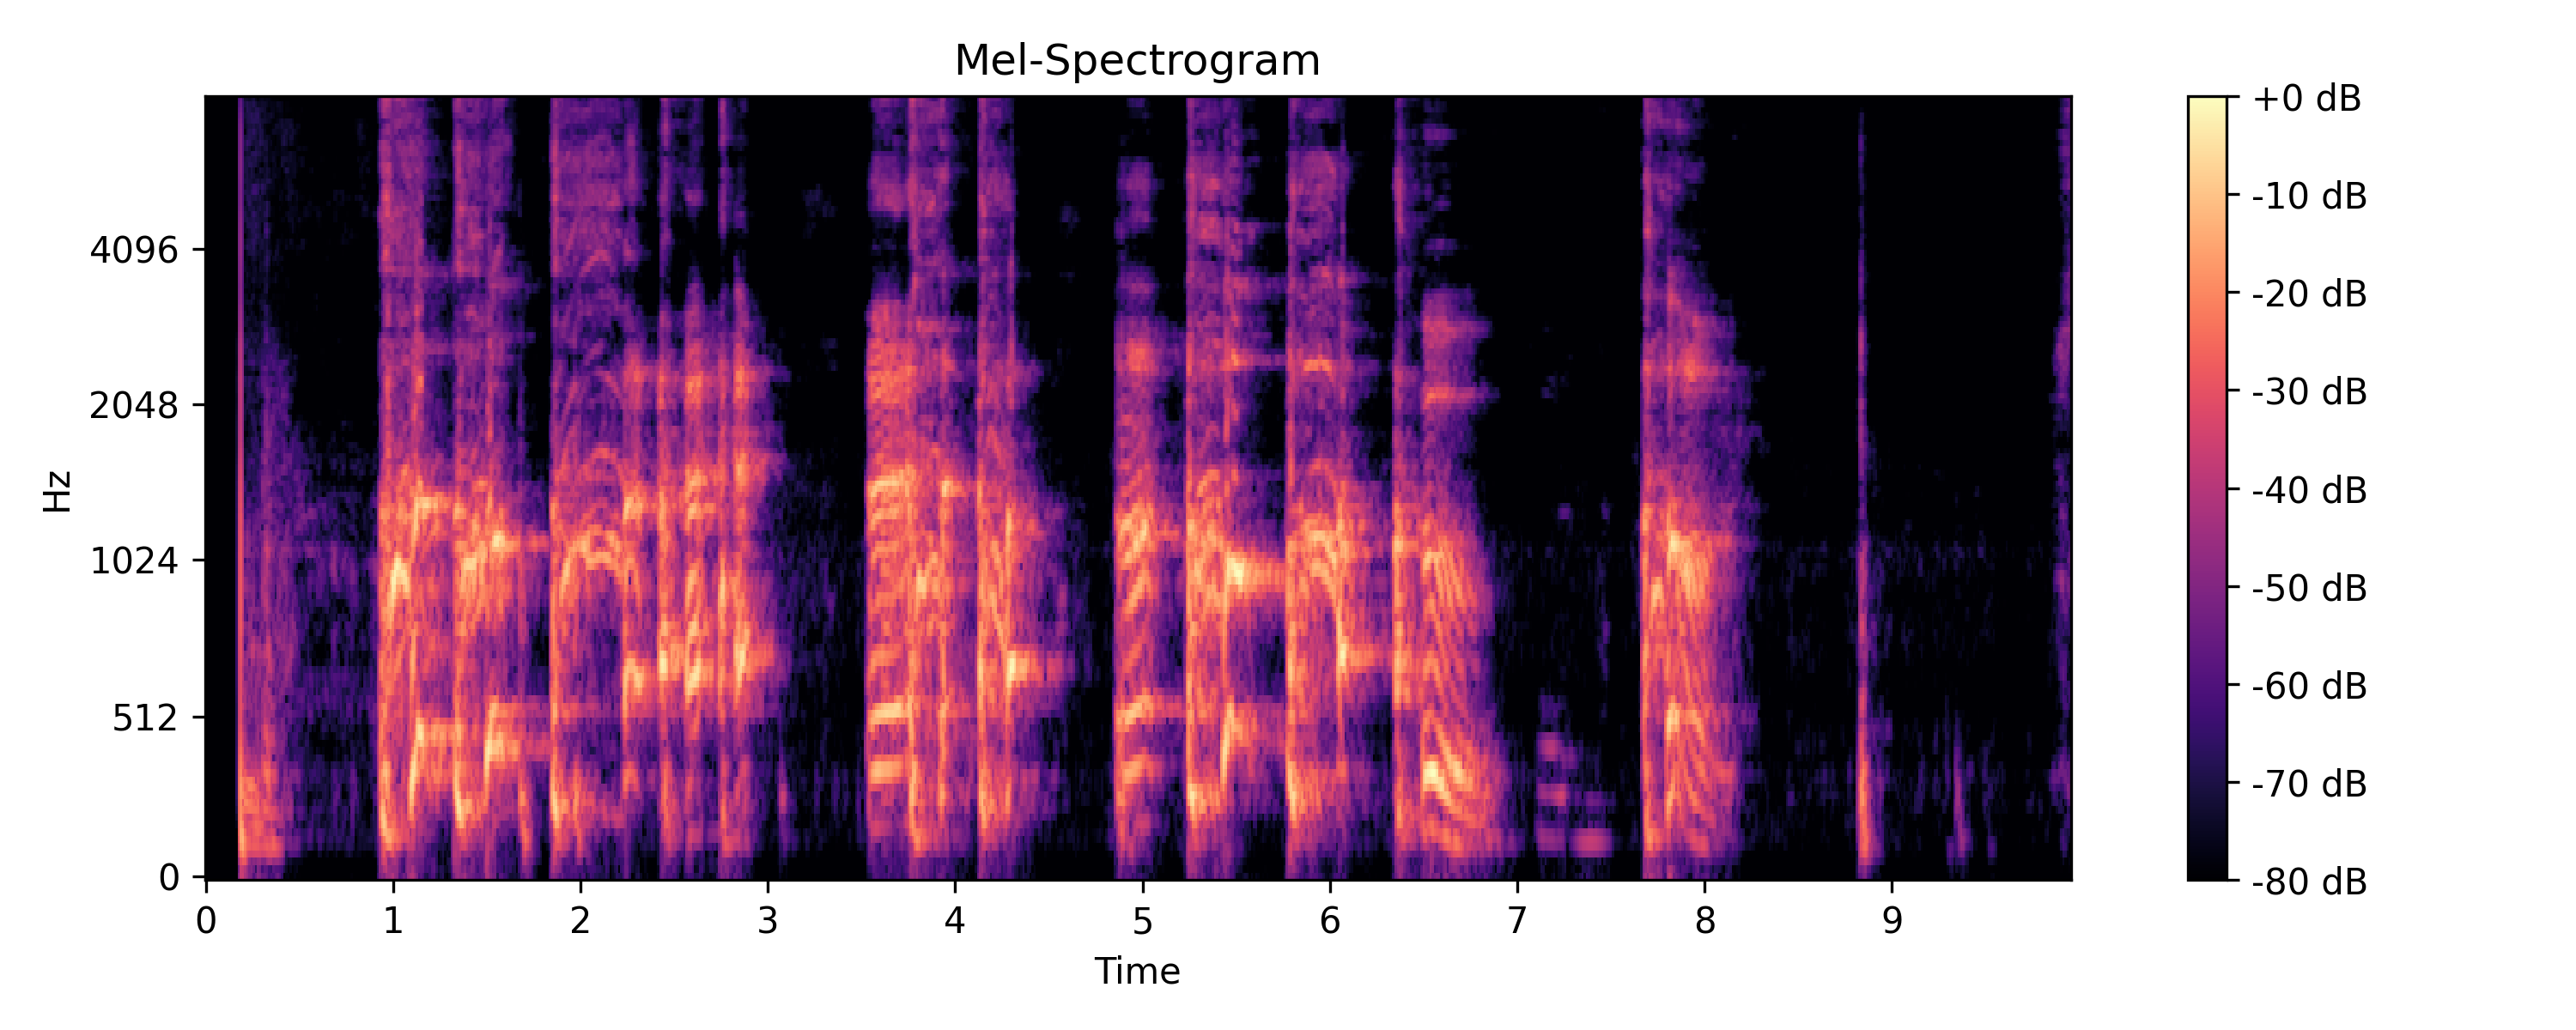 Mel-Spectrogram
+0 dB
-10 dB
-20 dB
-30 dB
-40 dB
-50 dB
-60 dB
-70 dB
-80 dB
Hz
4096
2048
1024
512
0
0 1 2 3 4 5 6 7 8 9
Time